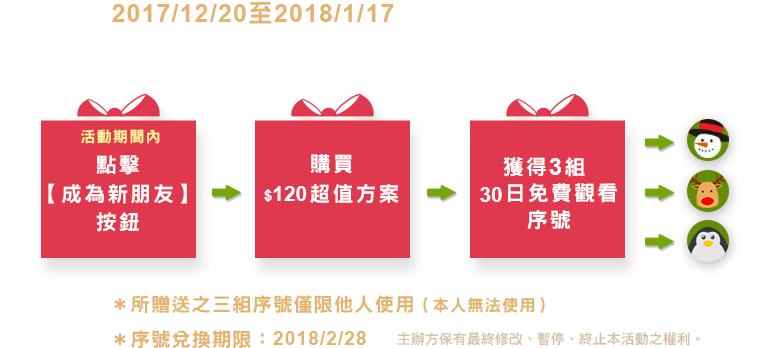 2017/12/20至2018/1/17
活動期間內
點擊
【成為新朋友】
按鈕
購買
$120超值方案
獲得3組
30日免費觀看
序號
＊所贈送之三組序號僅限他人使用（本人無法使用）
＊序號兌換期限：2018/2/28
主辦方保有最終修改、暫停、終止本活動之權利。